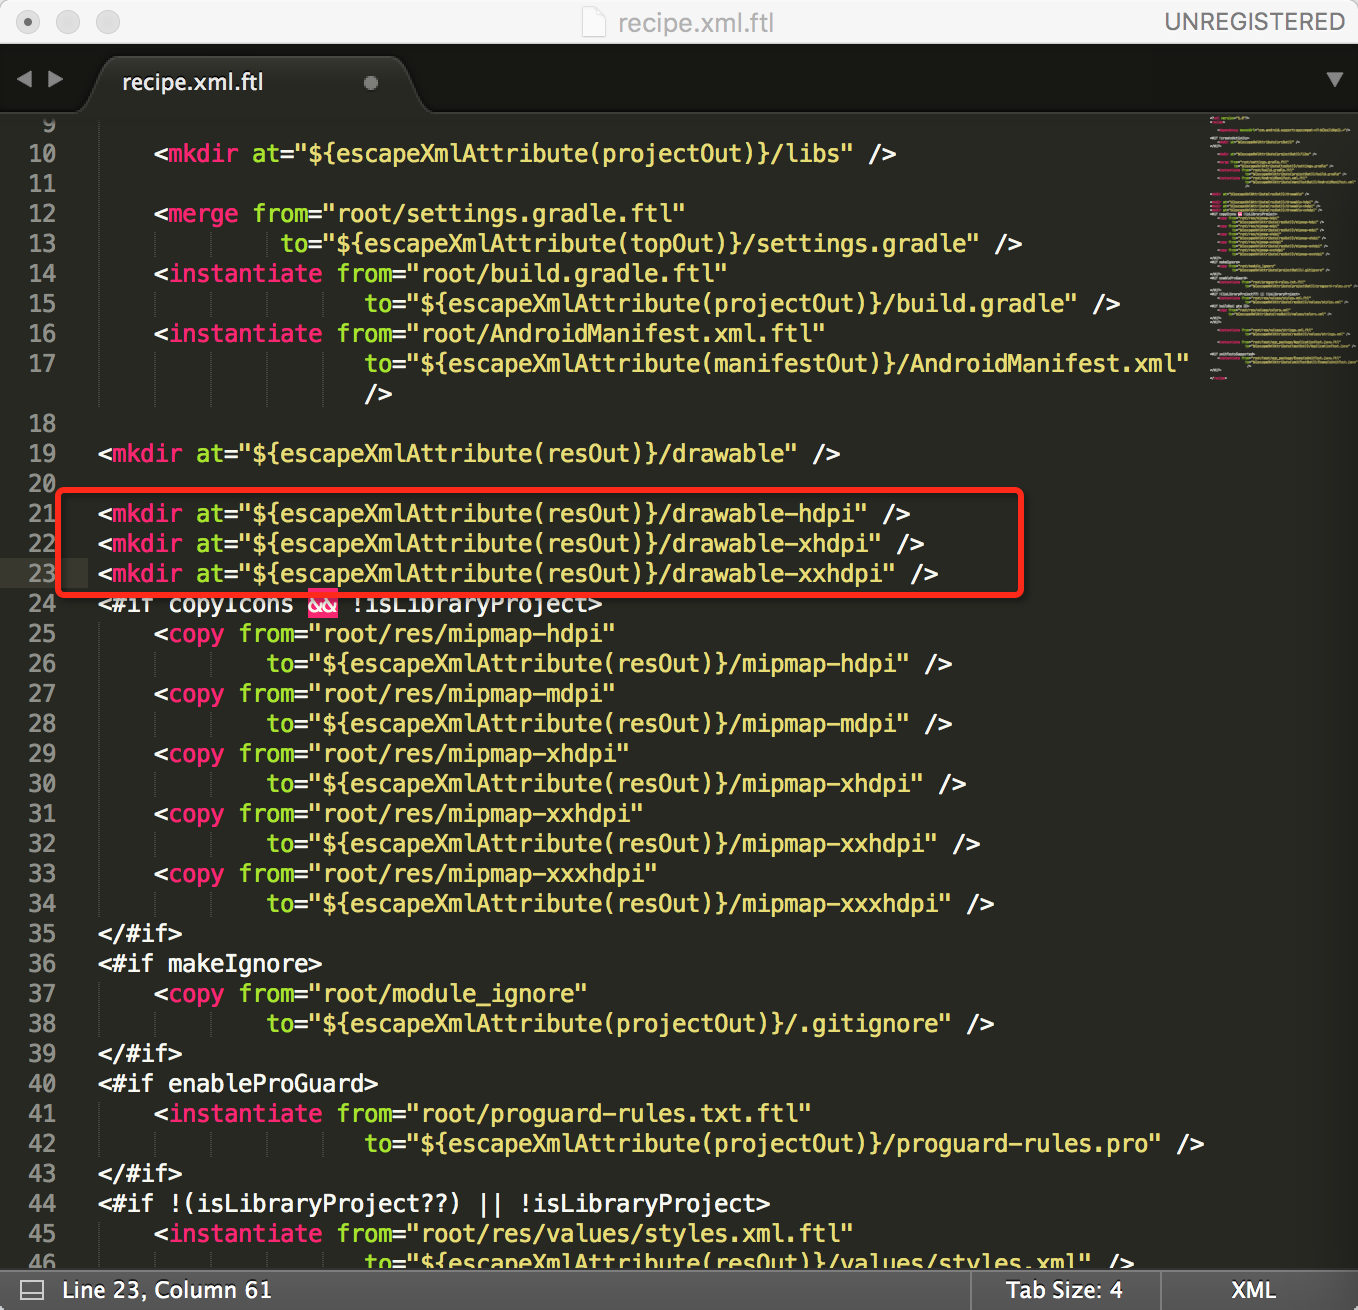 recipe.xml.ftl
UNREGISTERED
recipe.xml.ftl
9
10 <mkdir at="${escapeXmlAttribute(projectOut)}/libs" />
11
12 <merge from="root/settings.gradle.ftl"
13 to="${escapeXmlAttribute(topOut)}/settings.gradle" />
14 <instantiate from="root/build.gradle.ftl"
15 to="${escapeXmlAttribute(projectOut)}/build.gradle" />
16 <instantiate from="root/AndroidManifest.xml.ftl"
17 to="${escapeXmlAttribute(manifestOut)}/AndroidManifest.xml"
/>
18
19 <mkdir at="${escapeXmlAttribute(resOut)}/drawable" />
20
21 <mkdir at="${escapeXmlAttribute(resOut)}/drawable-hdpi" />
22 <mkdir at="${escapeXmlAttribute(resOut)}/drawable-xhdpi" />
23 <mkdir at="${escapeXmlAttribute(resOut)}/drawable-xxhdpi" />
24 <#if copyIcons && !isLibraryProject>
25 <copy from="root/res/mipmap-hdpi"
26 to="${escapeXmlAttribute(resOut)}/mipmap-hdpi" />
27 <copy from="root/res/mipmap-mdpi"
28 to="${escapeXmlAttribute(resOut)}/mipmap-mdpi" />
29 <copy from="root/res/mipmap-xhdpi"
30 to="${escapeXmlAttribute(resOut)}/mipmap-xhdpi" />
31 <copy from="root/res/mipmap-xxhdpi"
32 to="${escapeXmlAttribute(resOut)}/mipmap-xxhdpi" />
33 <copy from="root/res/mipmap-xxxhdpi"
34 to="${escapeXmlAttribute(resOut)}/mipmap-xxxhdpi" />
35 </#if>
36 <#if makeIgnore>
37 <copy from="root/module_ignore"
38 to="${escapeXmlAttribute(projectOut)}/.gitignore" />
39 </#if>
40 <#if enableProGuard>
41 <instantiate from="root/proguard-rules.txt.ftl"
42 to="${escapeXmlAttribute(projectOut)}/proguard-rules.pro" />
43 </#if>
44 <#if !(isLibraryProject??) || !isLibraryProject>
45 <instantiate from="root/res/values/styles.xml.ftl"
46 to="${escapeXmlAttribute(resOut)}/values/styles.xml" />
Line 23, Column 61
Tab Size: 4
XML